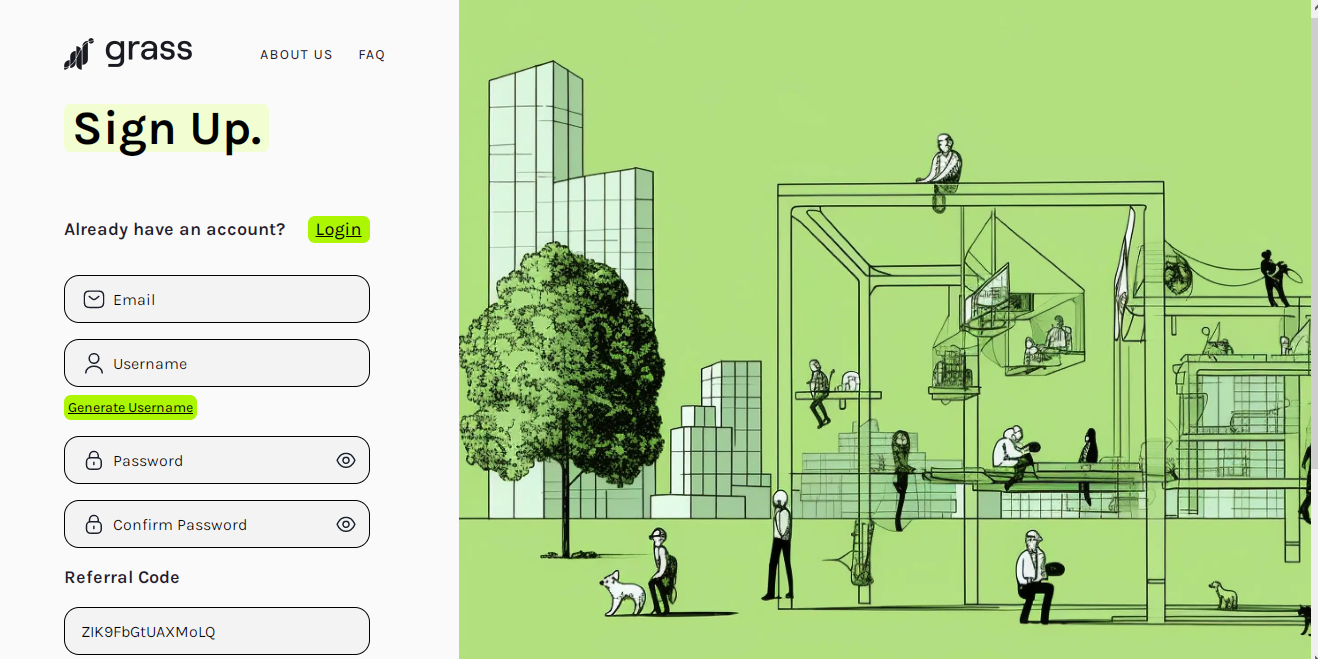 grass
ABOUT US FAQ
Sign Up.
Already have an account? Login
Email
Username
Generate Username
Password
Confirm Password
Referral Code
ZIK9FbGtUAXMoLQ